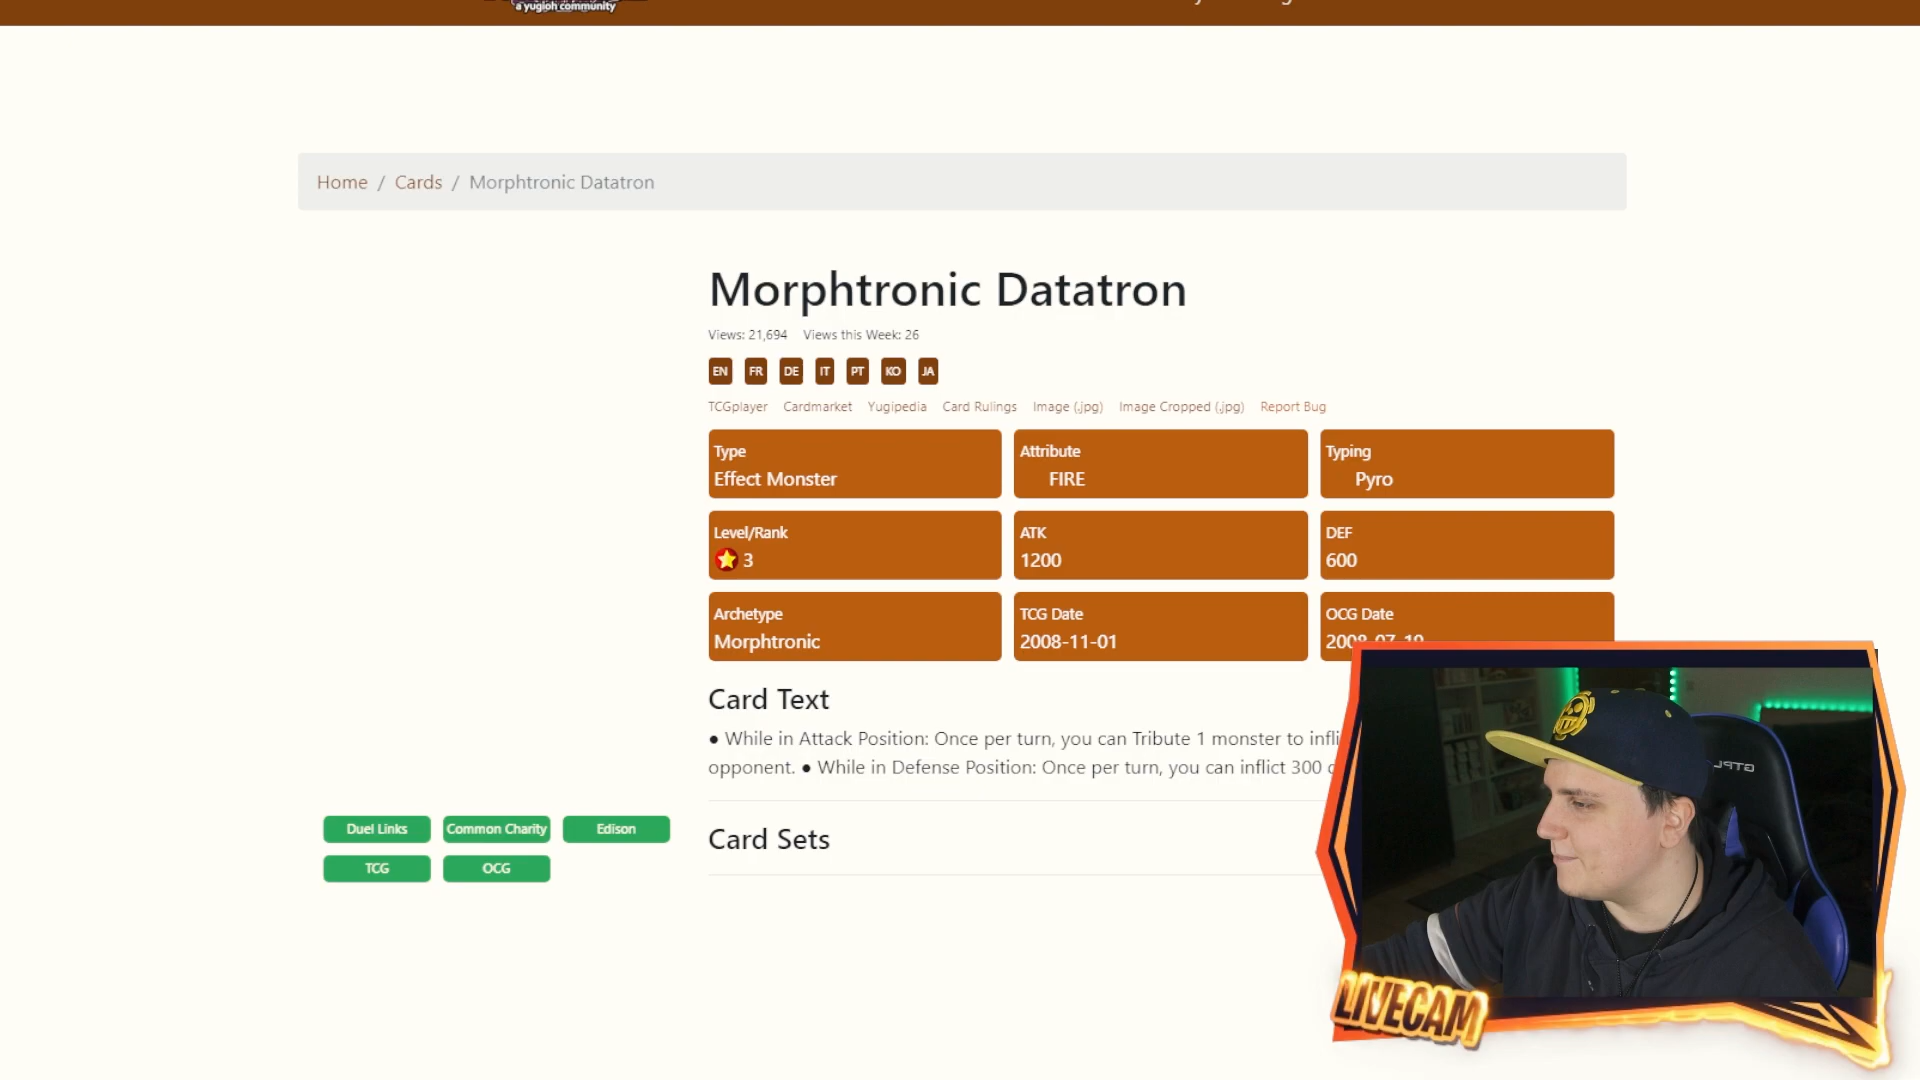 a yugioh community
Home / Cards / Morphtronic Datatron
Morphtronic Datatron
Views: 21,694 Views this Week: 26
EN FR DE IT PT KO JA
TCGplayer Cardmarket Yugipedia Card Rulings Image (.jpg) Image Cropped (.jpg) Report Bug
Type Attribute Typing
Effect Monster FIRE Pyro
Level/Rank ATK DEF
3 1200 600
Archetype TCG Date OCG Date
Morphtronic 2008-11-01 2008-07-19
Card Text
● While in Attack Position: Once per turn, you can Tribute 1 monster to
opponent. ● While in Defense Position: Once per turn, you can inflict 300
Card Sets
Duel Links Common Charity Edison
TCG OCG
GTPL
LIVECAM